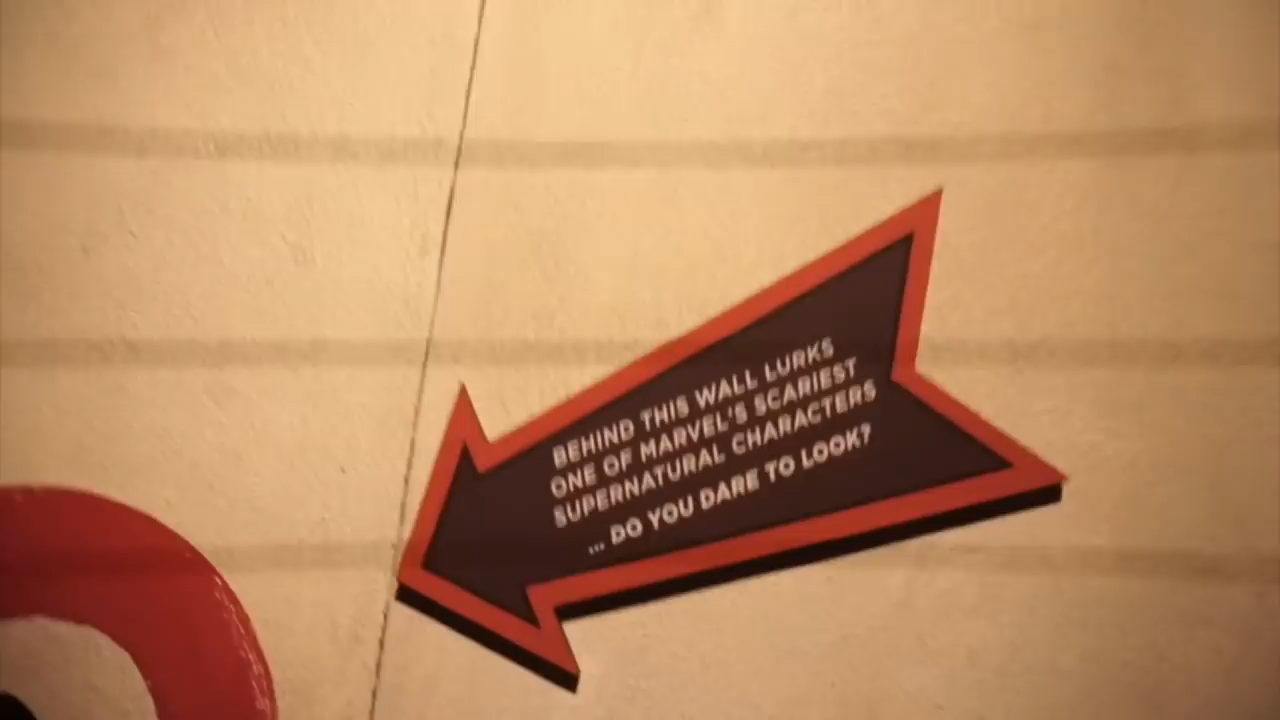 BEHIND THIS WALL LURKS
ONE OF MARVEL'S SCARIEST
SUPERNATURAL CHARACTERS
... DO YOU DARE TO LOOK?